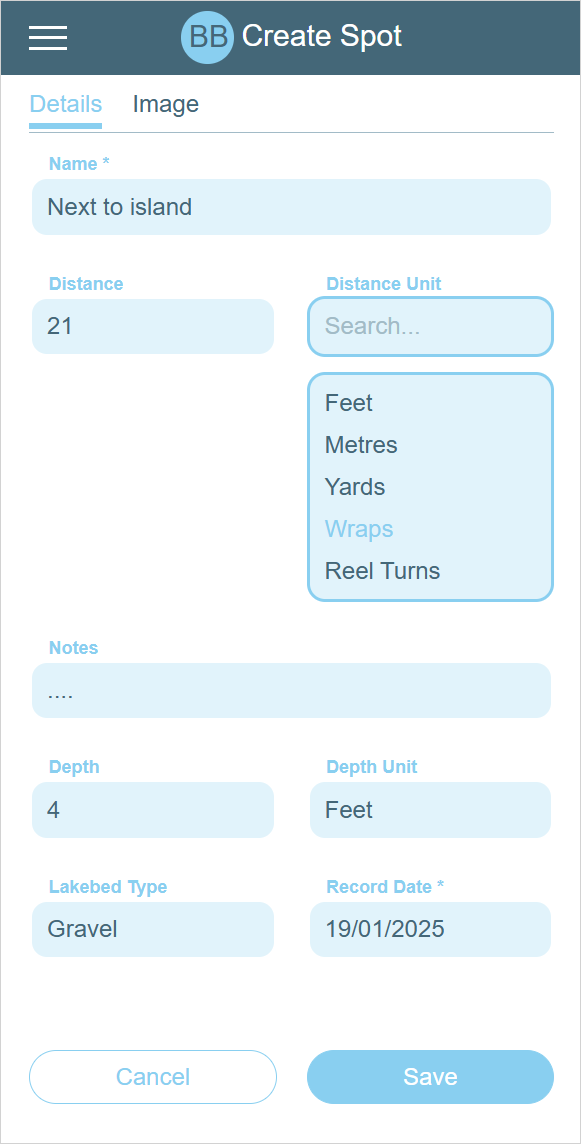 BB Create Spot
Details Image
Name *
Next to island
Distance Distance Unit
21 Search...
Feet
Metres
Yards
Wraps
Reel Turns
Notes
....
Depth Depth Unit
4 Feet
Lakebed Type Record Date *
Gravel 19/01/2025
Cancel Save